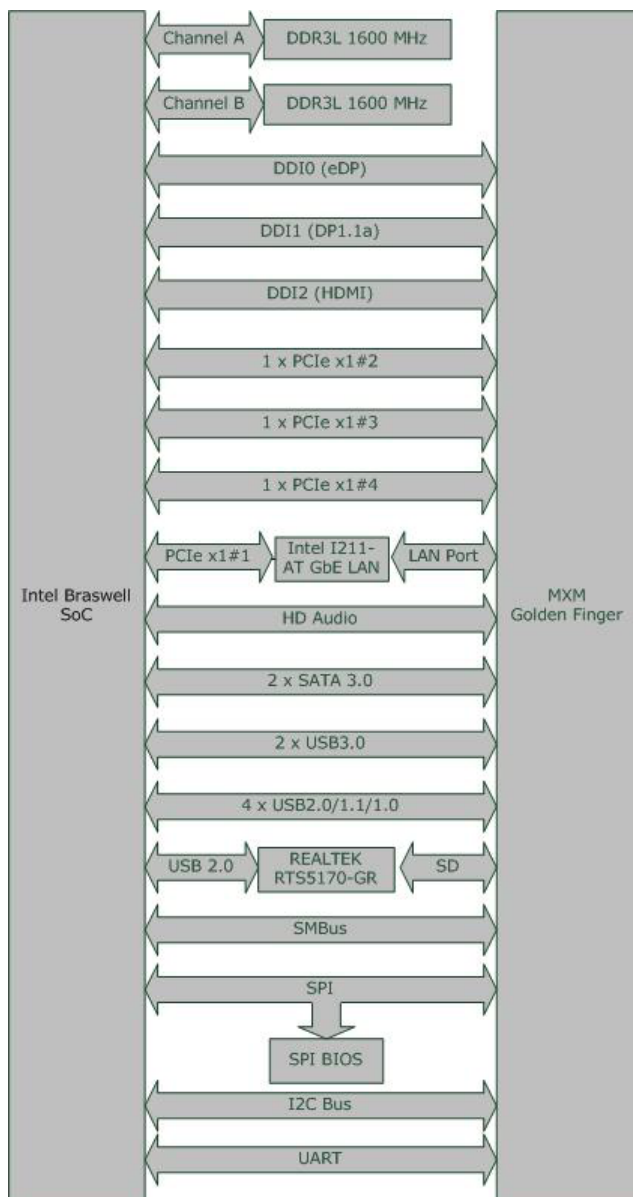 Channel A
DDR3L 1600 MHz
Channel B
DDR3L 1600 MHz
DDI0 (eDP)
DDI1 (DP1.1a)
DDI2 (HDMI)
1 x PCIe x1#2
1 x PCIe x1#3
1 x PCIe x1#4
PCIe x1#1
Intel I211-
AT GbE LAN
LAN Port
Intel Braswell
SoC
MXM
Golden Finger
HD Audio
2 x SATA 3.0
2 x USB3.0
4 x USB2.0/1.1/1.0
USB 2.0
REALTEK
RTS5170-GR
SD
SMBus
SPI
SPI BIOS
I2C Bus
UART